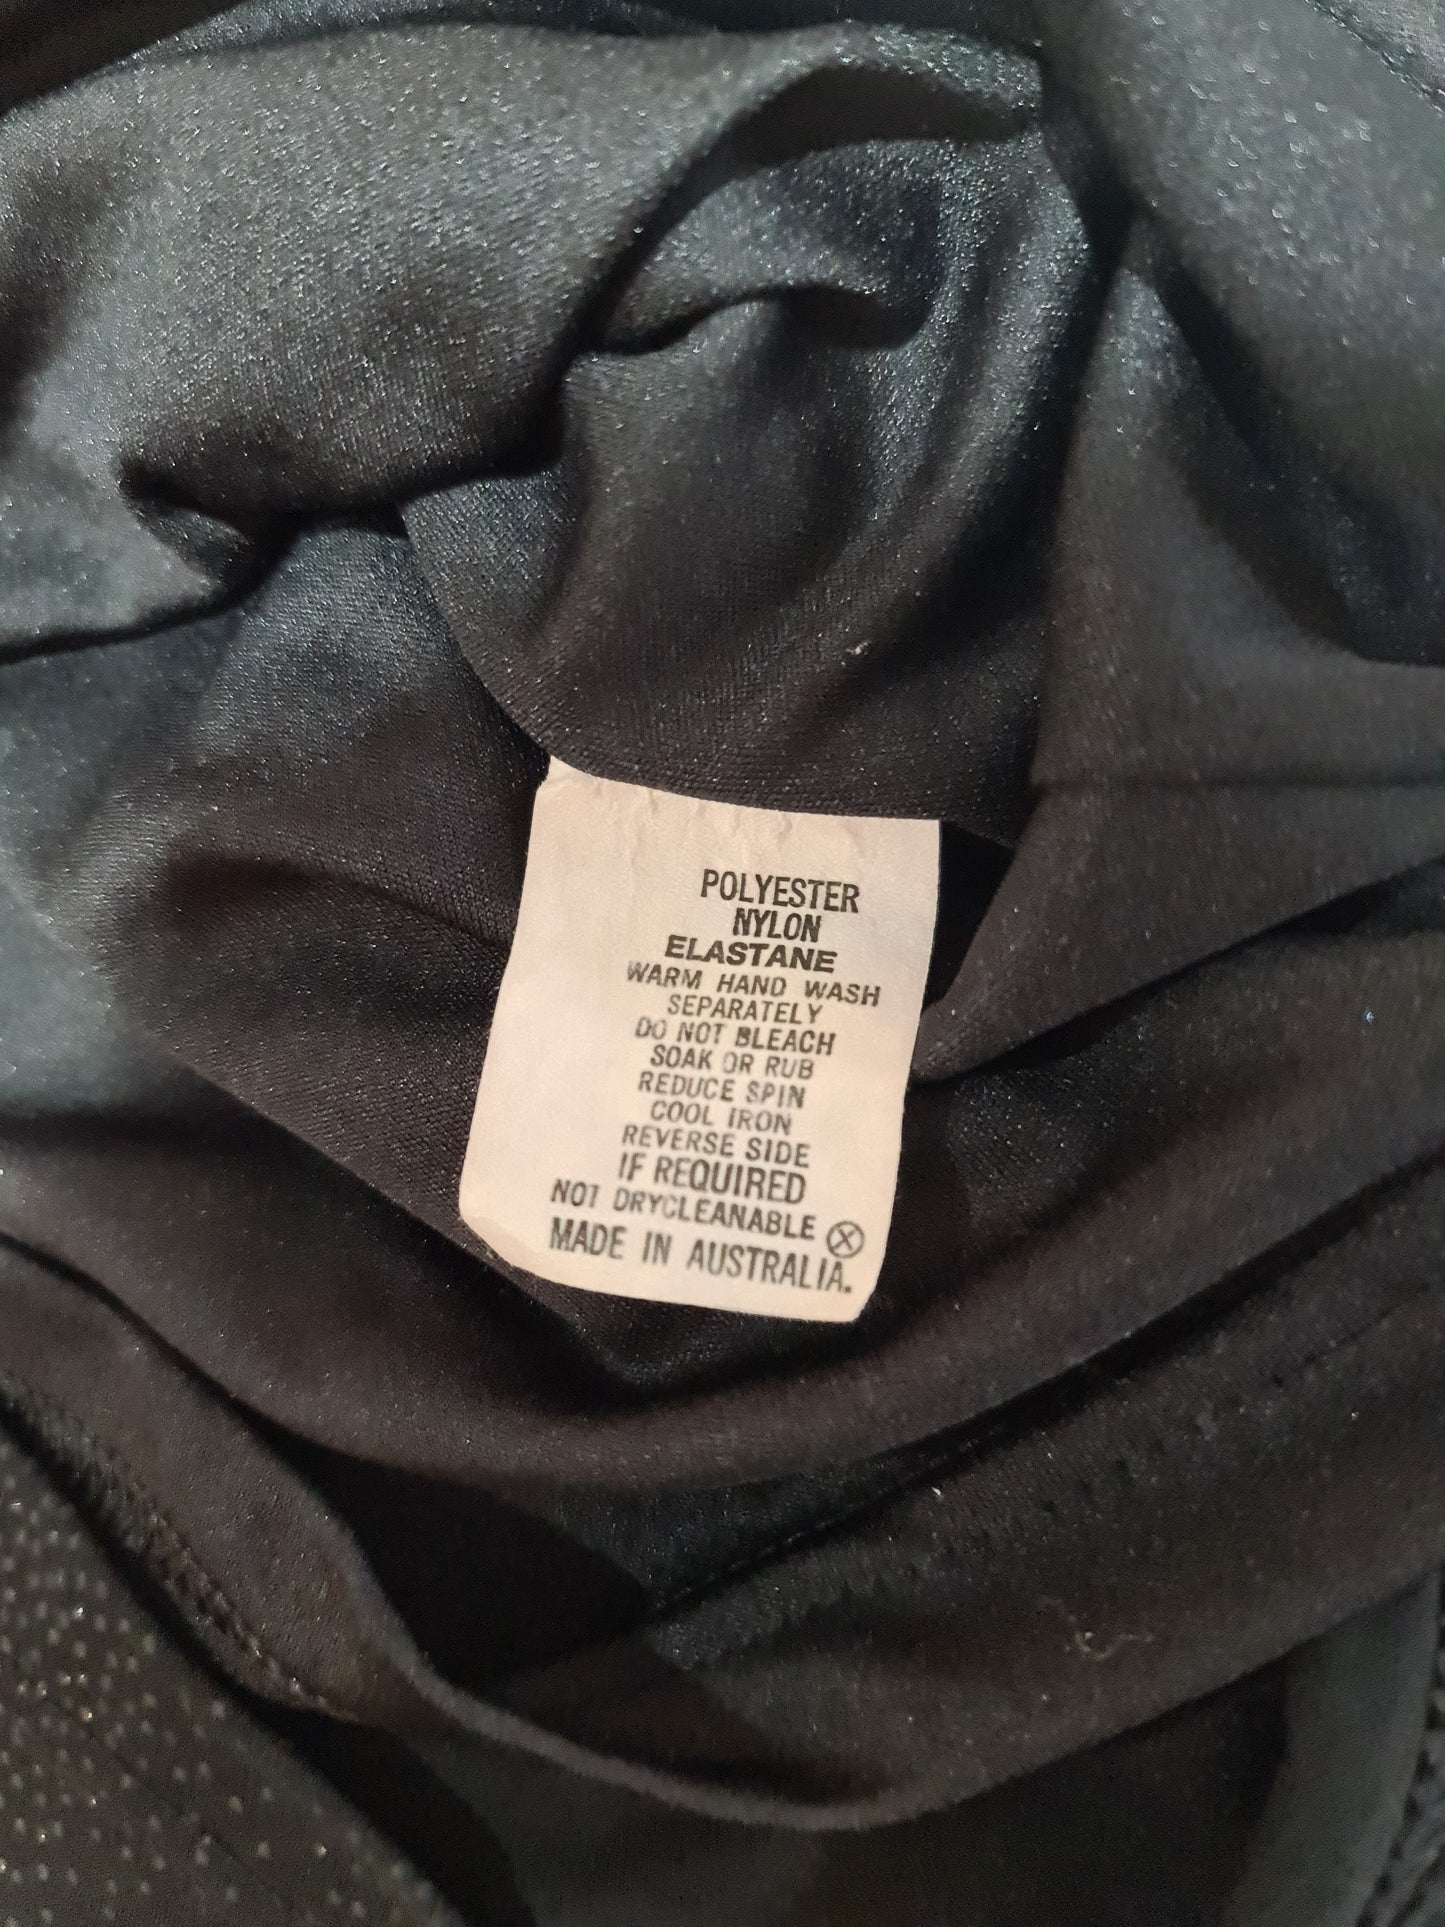 POLYESTER
NYLON
ELASTANE
WARM HAND WASH
SEPARATELY
DO NOT BLEACH
SOAK OR RUB
REDUCE SPIN
COOL IRON
REVERSE SIDE
IF REQUIRED
NOT DRYCLEANABLE
MADE IN AUSTRALIA.